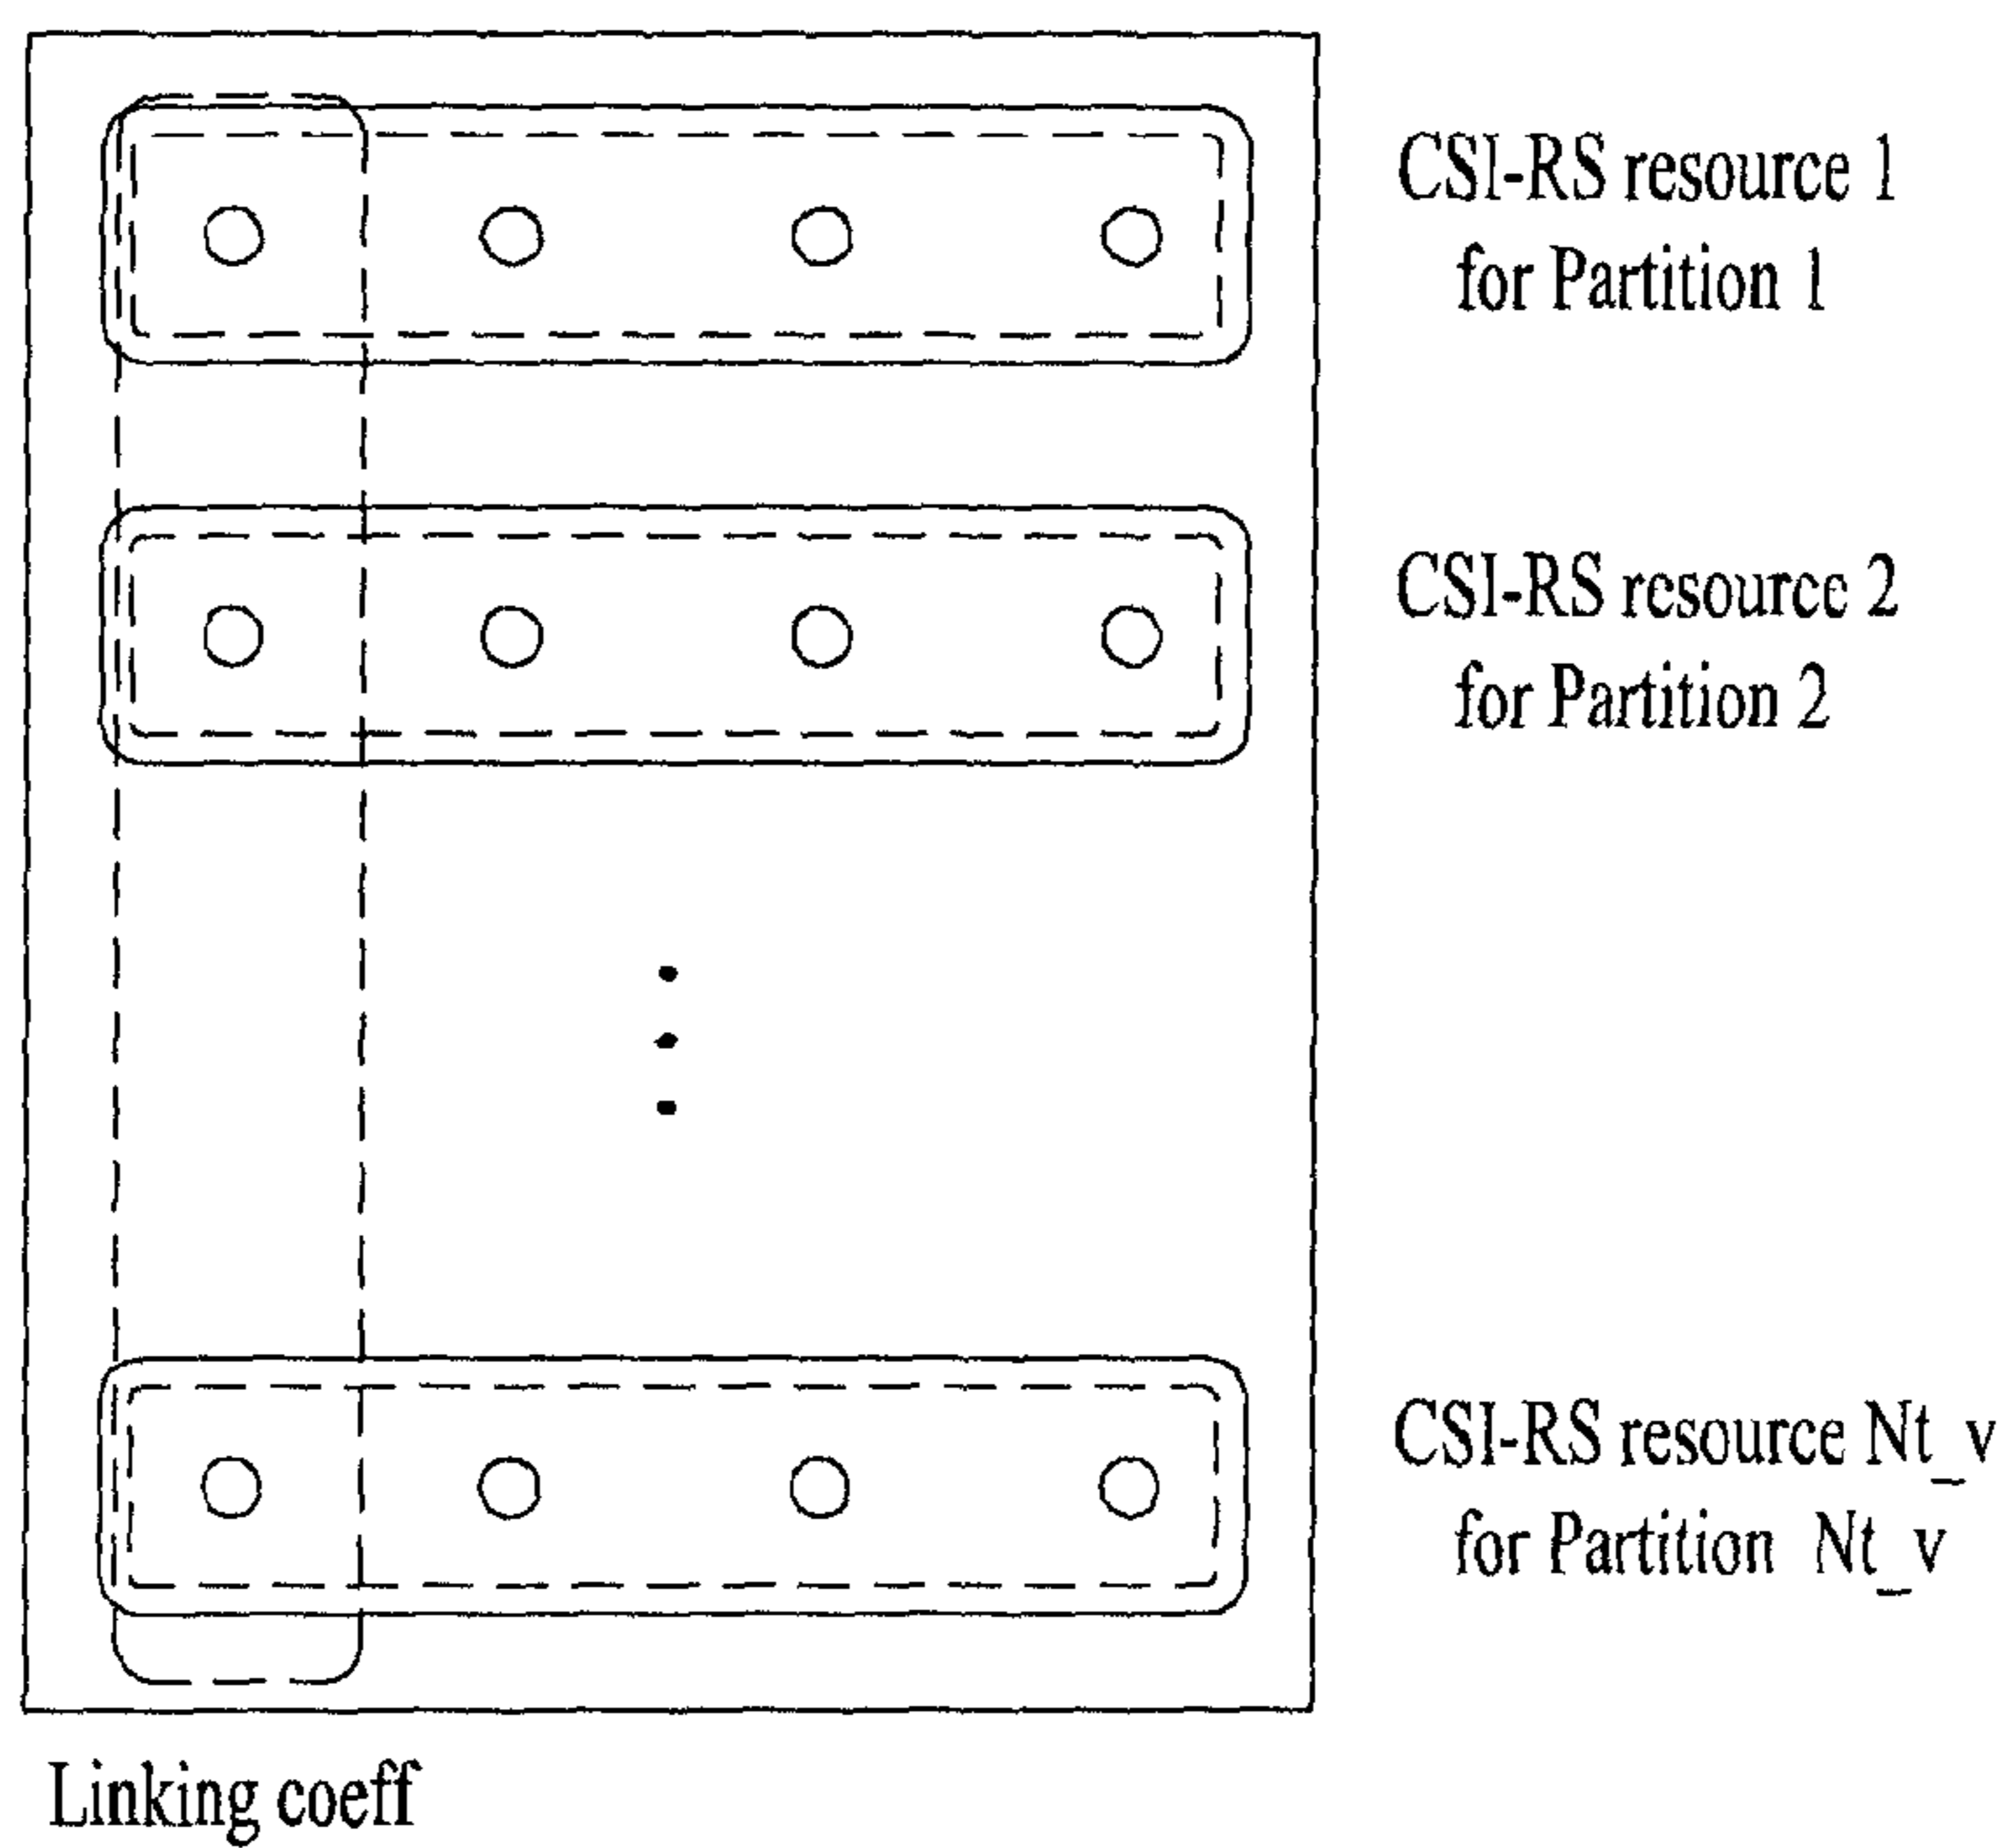 CSI-RS resource 1
for Partition 1
CSI-RS resource 2
for Partition 2
CSI-RS resource Nt_v
for Partition Nt_v
Linking coeff